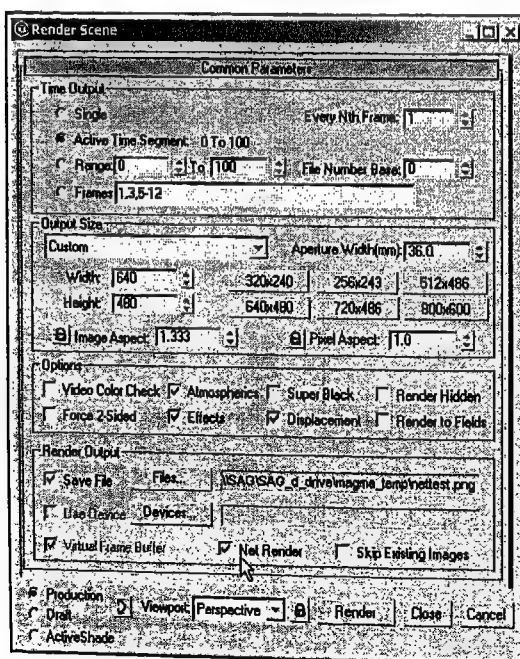 Render Scene
Common Parameters
Time Output
Single
Every Nth Frame: 1
Active Time Segment: 0 To 100
Range: 0 To 100 File Number Base: 0
Frames 1,3,5-12
Output Size
Custom Aperture Width(mm): 36.0
Width: 640 320x240 256x243 512x486
Height: 480 640x480 720x486 800x600
Image Aspect: 1.333 Pixel Aspect: 1.0
Options
Video Color Check Atmospherics Super Black Render Hidden
Force 2-Sided Effects Displacement Render to Fields
Render Output
Save File Files... \\SAG\SAG_d_drive\magma_temp\nettest.png
Use Device Devices...
Virtual Frame Buffer Net Render Skip Existing Images
Production
Draft Viewport: Perspective Render Close Cancel
ActiveShade